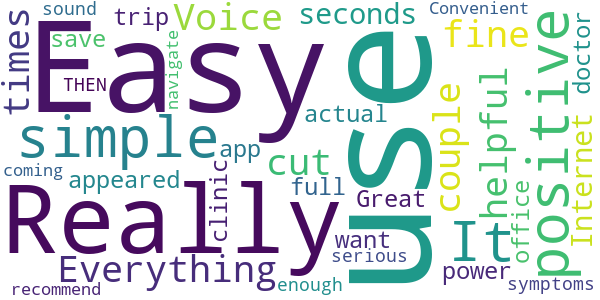 sound
trip
Voice
seconds
Convenient
times
save
Easy
THEN
navigate
use
fine
positive
doctor
simple
actual
couple
helpful
Internet
app
cut
coming
appeared
clinic
full
Great
office
Really
want
It
Everything
serious
power
enough
symptoms
recommend